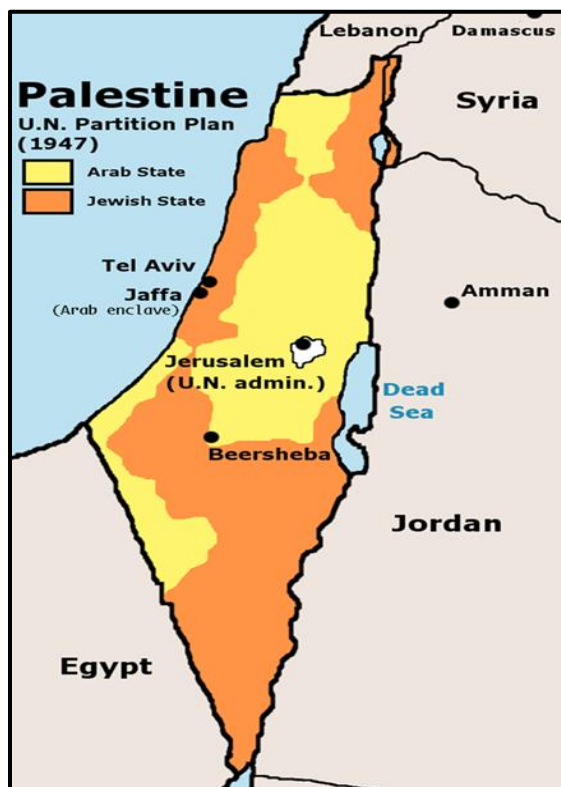 Lebanon
Damascus
Palestine
U.N. Partition Plan
(1947)
Syria
Arab State
Jewish State
Tel Aviv
Jaffa
(Arab enclave)
Amman
Jerusalem
(U.N. admin.)
Dead
Sea
Beersheba
Jordan
Egypt